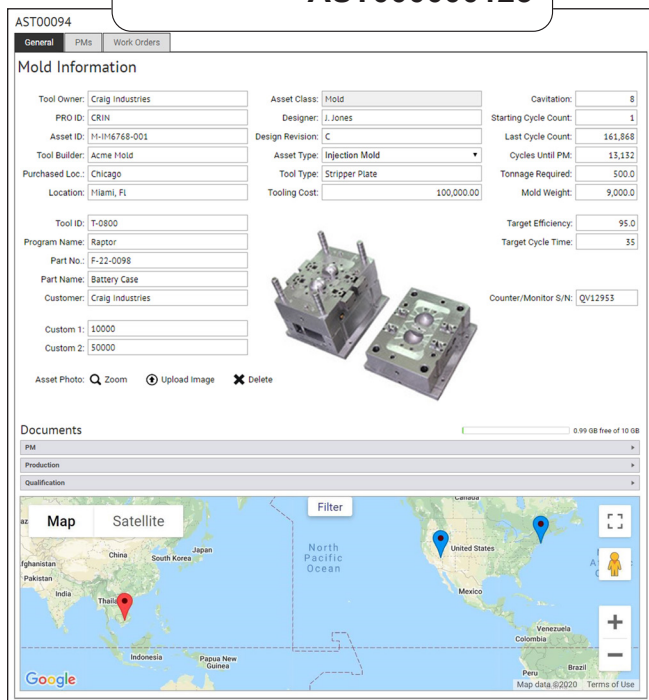 AST00094
General PMs Work Orders
Mold Information
Tool Owner: Craig Industries Asset Class: Mold Cavitation: 8
PRO ID: CRIN Designer: J. Jones Starting Cycle Count: 1
Asset ID: M-IM6768-001 Design Revision: C Last Cycle Count: 161,868
Tool Builder: Acme Mold Asset Type: Injection Mold Cycles Until PM: 13,132
Purchased Loc.: Chicago Tool Type: Stripper Plate Tonnage Required: 500.0
Location: Miami, FL Tooling Cost: 100,000.00 Mold Weight: 9,000.0
Tool ID: T-0800 Target Efficiency: 95.0
Program Name: Raptor Target Cycle Time: 35
Part No.: F-22-0098
Part Name: Battery Case
Customer: Craig Industries Counter/Monitor S/N: QV12953
Custom 1: 10000
Custom 2: 50000
Asset Photo: Zoom Upload Image Delete
Documents 0.99 GB free of 10 GB
PM
Production
Qualification
Map Satellite Filter
Canada
Japan
China South Korea
North Pacific Ocean
United States
Pakistan
India
Mexico
Venezuela
Colombia
Indonesia
Papua New Guinea
Peru
Brazil
Google Map data ©2020 Terms of Use